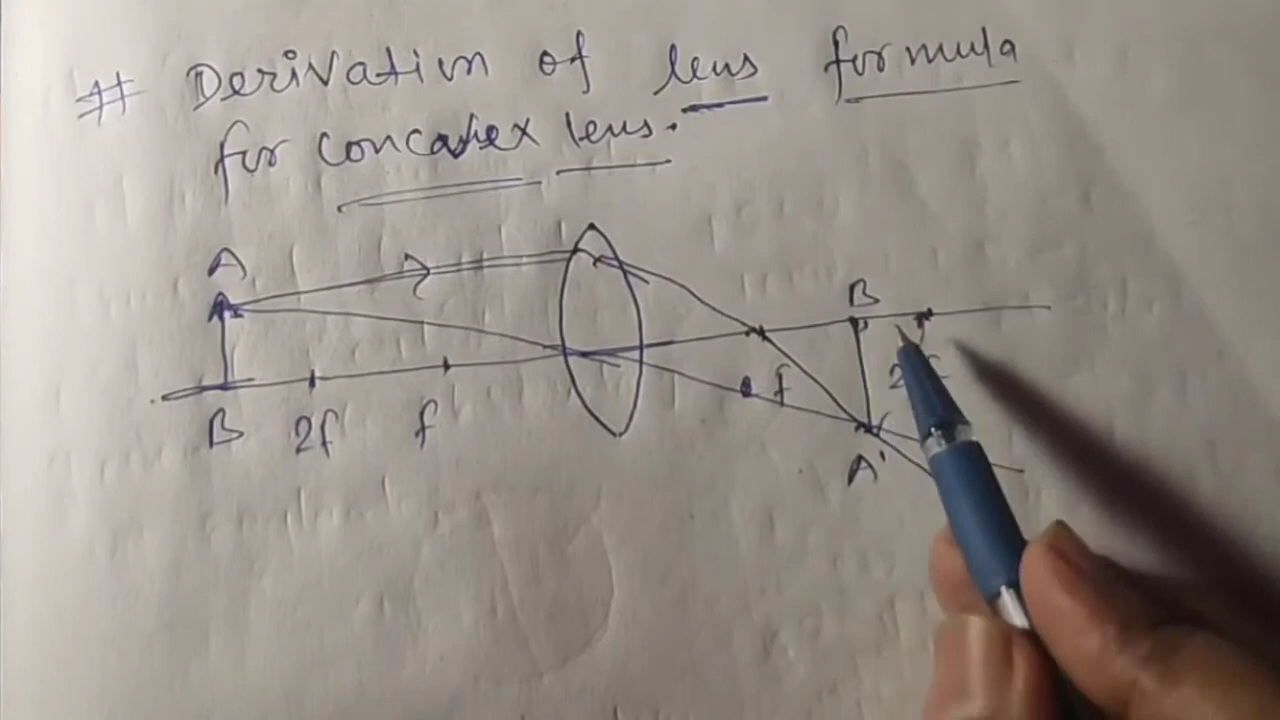 # Derivation of lens formula
for concavex lens.
A
B
2f
f
B
f
2f
A'